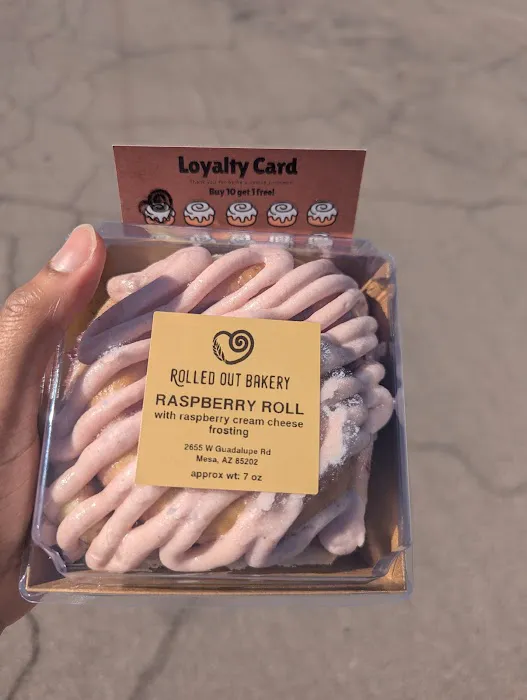 Loyalty Card
Buy 10 get 1 free!
ROLLED OUT BAKERY
RASPBERRY ROLL
with raspberry cream cheese
frosting
2655 W Guadalupe Rd
Mesa, AZ 85202
approx wt: 7 oz